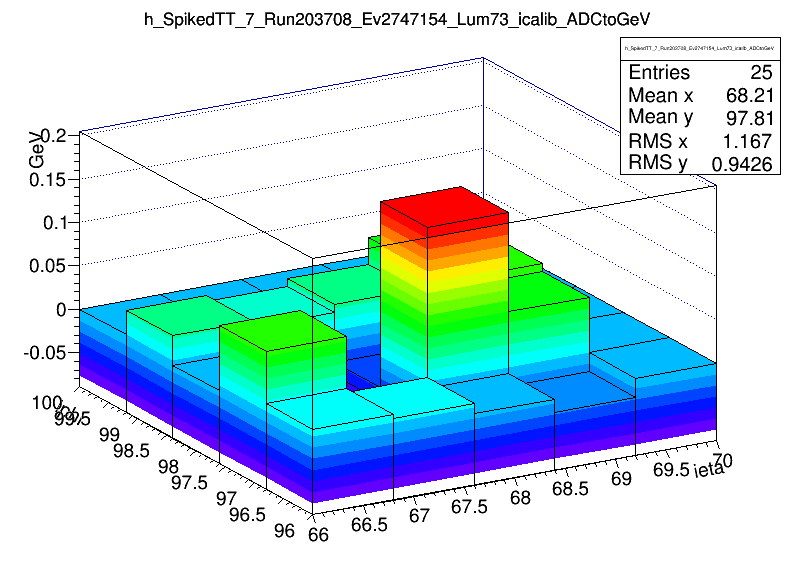 h_SpikedTT_7_Run203708_Ev2747154_Lum73_icalib_ADCtoGeV
h_SpikedTT_7_Run203708_Ev2747154_Lum73_icalib_ADCtoGeV
Entries 25
Mean x 68.21
Mean y 97.81
RMS x 1.167
RMS y 0.9426
GeV
0.2
0.15
0.1
0.05
0
-0.05
100
99.5
99
98.5
98
97.5
97
96.5
96
66
66.5
67
67.5
68
68.5
69
69.5
70
ieta